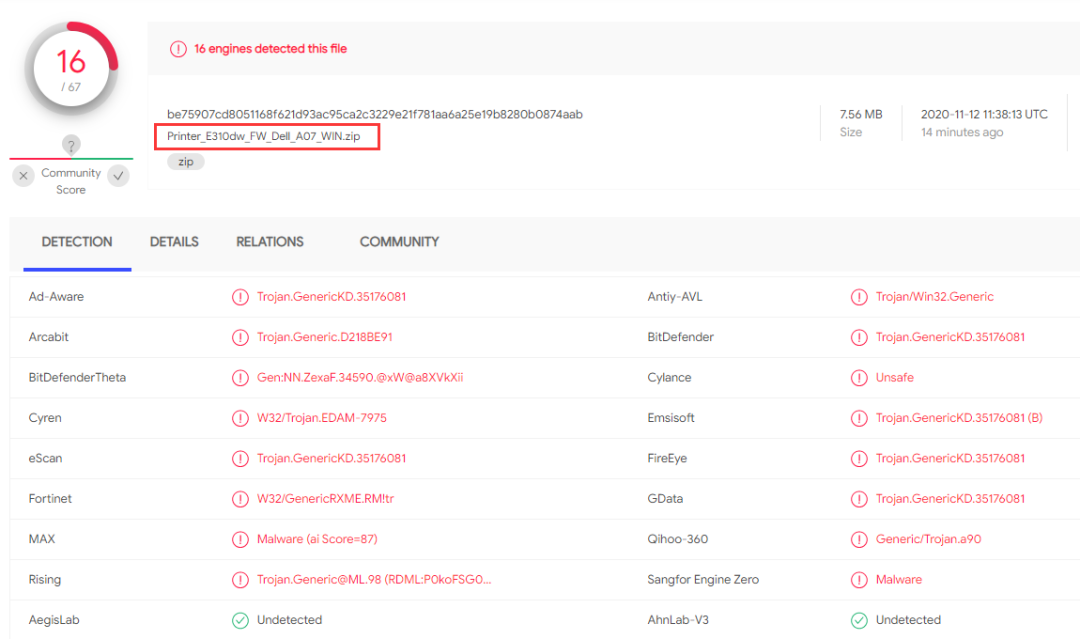 16
/ 67
?
Community
Score
16 engines detected this file
be75907cd8051168f621d93ac95ca2c3229e21f781aa6a25e19b8280b0874aab
Printer_E310dw_FW_Dell_A07_WIN.zip
zip
7.56 MB
Size
2020-11-12 11:38:13 UTC
14 minutes ago
DETECTION DETAILS RELATIONS COMMUNITY
Ad-Aware Trojan.GenericKD.35176081 Antiy-AVL Trojan/Win32.Generic
Arcabit Trojan.Generic.D218BE91 BitDefender Trojan.GenericKD.35176081
BitDefenderTheta Gen:NN.ZexaF.34590.@xW@a8XVkXii Cylance Unsafe
Cyren W32/Trojan.EDAM-7975 Emsisoft Trojan.GenericKD.35176081 (B)
eScan Trojan.GenericKD.35176081 FireEye Trojan.GenericKD.35176081
Fortinet W32/GenericRXME.RM!tr GData Trojan.GenericKD.35176081
MAX Malware (ai Score=87) Qihoo-360 Generic/Trojan.a90
Rising Trojan.Generic@ML.98 (RDML:P0koFSG0... Sangfor Engine Zero Malware
AegisLab Undetected AhnLab-V3 Undetected